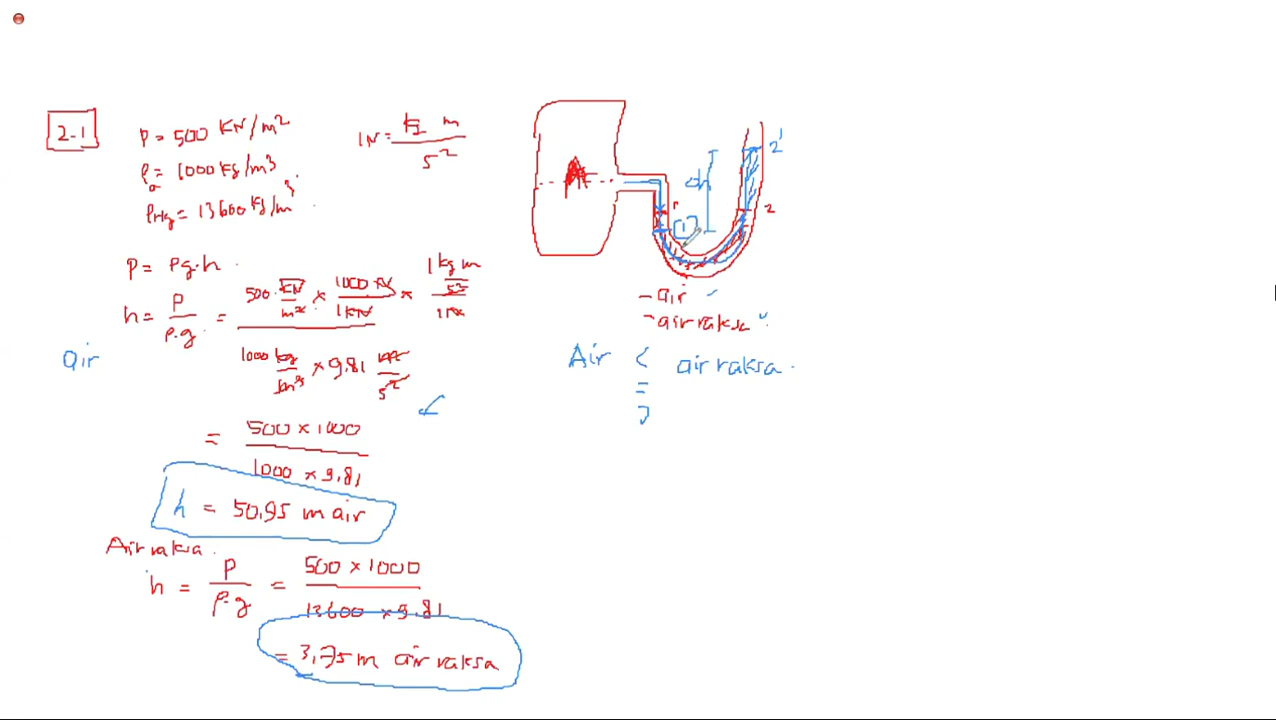 2-1
P = 500 KN/m²
ρa = 1000 kg/m³
ρHg = 13600 Kg/m³
1N = kg m / s²
P = ρg.h
h = P / ρ.g = 500 KN/m² × 1000 N / 1KN × 1 kg m/s² / 1N
1000 kg/m³ × 9.81 m/s²
air
= 500 × 1000 / 1000 × 9.81
h = 50,95 m air
Air raksa.
h = P / ρ.g = 500 × 1000 / 13600 × 9.81
= 3,75 m air raksa
A
dh
1
(1)
2'
2
- air
- air raksa
Air < air raksa.
=
>